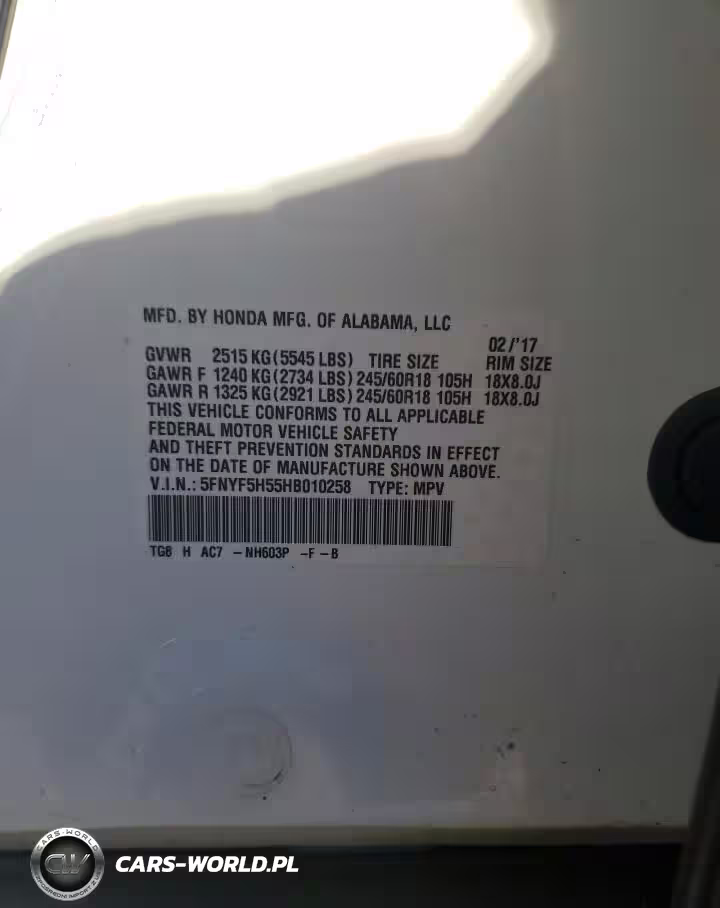 MFD. BY HONDA MFG. OF ALABAMA, LLC
02/'17
GVWR 2515 KG (5545 LBS) TIRE SIZE RIM SIZE
GAWR F 1240 KG (2734 LBS) 245/60R18 105H 18X8.0J
GAWR R 1325 KG (2921 LBS) 245/60R18 105H 18X8.0J
THIS VEHICLE CONFORMS TO ALL APPLICABLE
FEDERAL MOTOR VEHICLE SAFETY
AND THEFT PREVENTION STANDARDS IN EFFECT
ON THE DATE OF MANUFACTURE SHOWN ABOVE.
V.I.N.: 5FNYF5H55HB010258 TYPE: MPV
TG8 H AC7 -NH603P -F-B
CARS-WORLD
CW
CARS-WORLD.PL